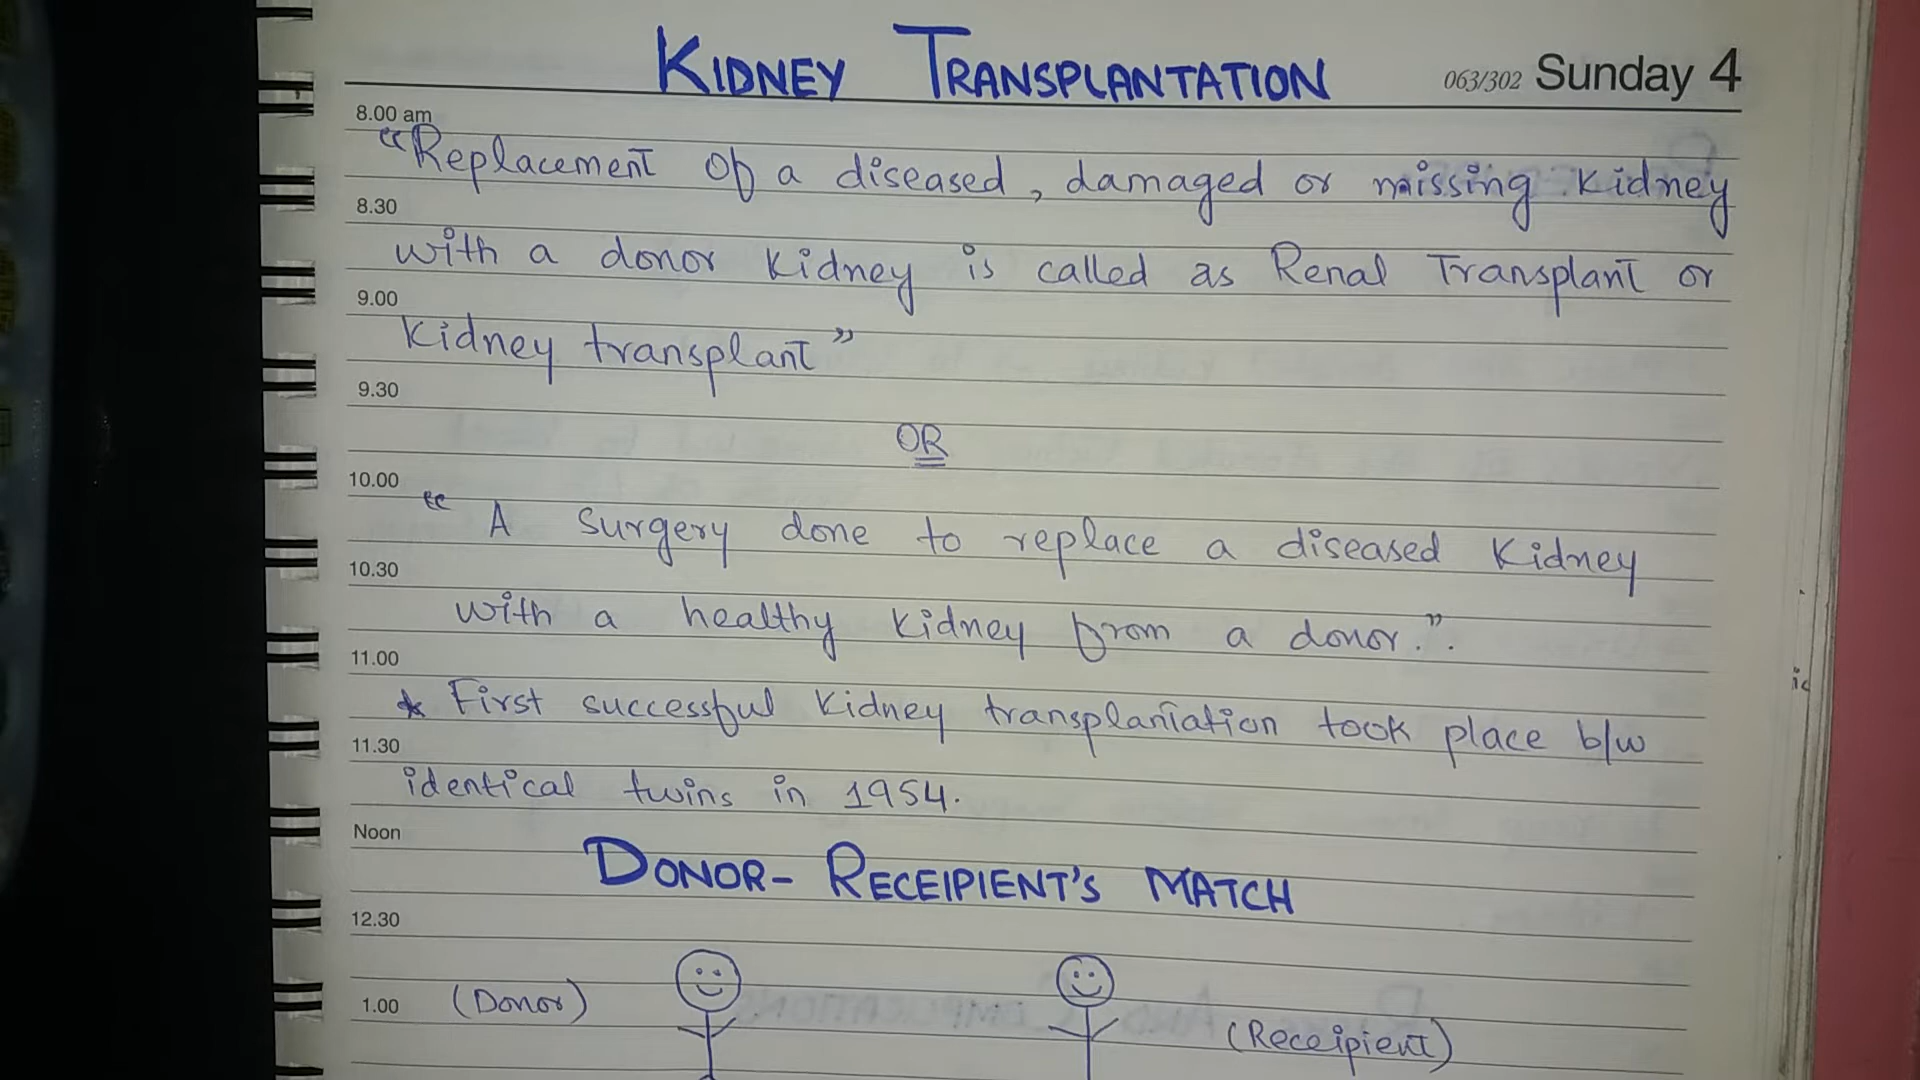 KIDNEY TRANSPLANTATION
063/302 Sunday 4
8.00 am
“Replacement of a diseased, damaged or missing kidney
8.30
with a donor kidney is called as Renal Transplant or
9.00
kidney transplant”
9.30
OR
10.00
“ A surgery done to replace a diseased kidney
10.30
with a healthy kidney from a donor.”.
11.00
* First successful kidney transplantation took place b/w
11.30
identical twins in 1954.
Noon
DONOR- RECEIPIENT'S MATCH
12.30
1.00 (Donor)
(Receipient)